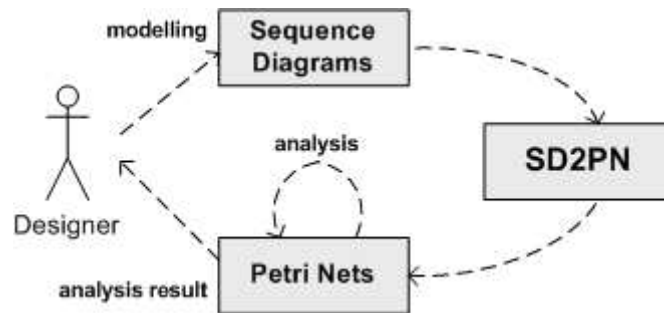 modelling
Sequence
Diagrams
SD2PN
analysis
Designer
Petri Nets
analysis result